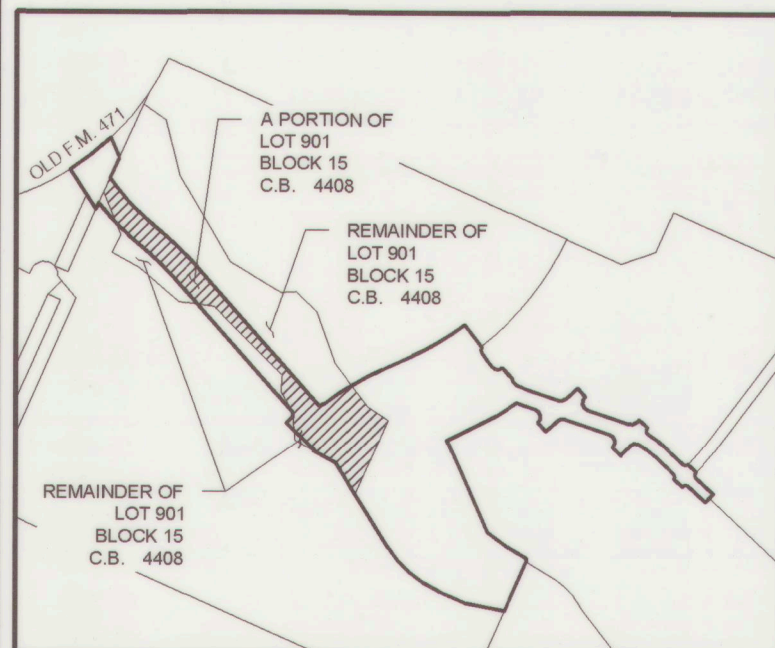 OLD F.M. 471
A PORTION OF
LOT 901
BLOCK 15
C.B. 4408
REMAINDER OF
LOT 901
BLOCK 15
C.B. 4408
REMAINDER OF
LOT 901
BLOCK 15
C.B. 4408